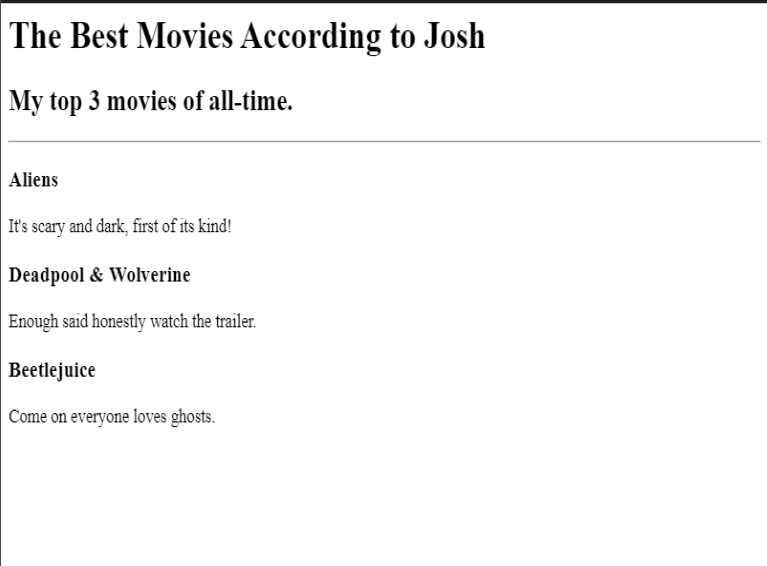 The Best Movies According to Josh
My top 3 movies of all-time.
Aliens
It's scary and dark, first of its kind!
Deadpool & Wolverine
Enough said honestly watch the trailer.
Beetlejuice
Come on everyone loves ghosts.